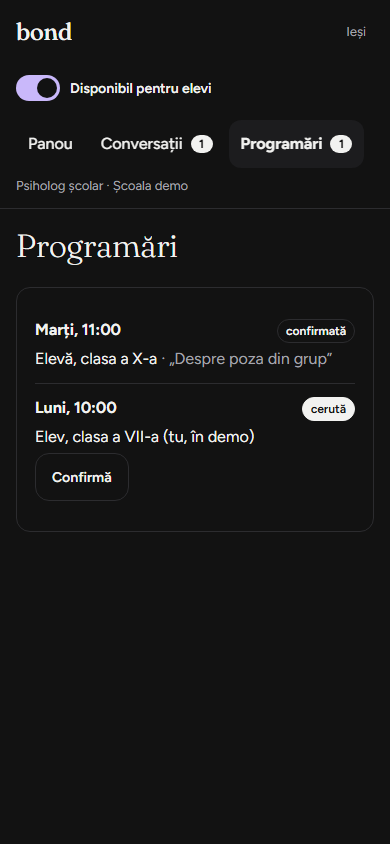 bond
Ieși
Disponibil pentru elevi
Panou Conversații 1 Programări 1
Psiholog școlar · Școala demo
Programări
Marți, 11:00 confirmată
Elevă, clasa a X-a · „Despre poza din grup”
Luni, 10:00 cerută
Elev, clasa a VII-a (tu, în demo)
Confirmă